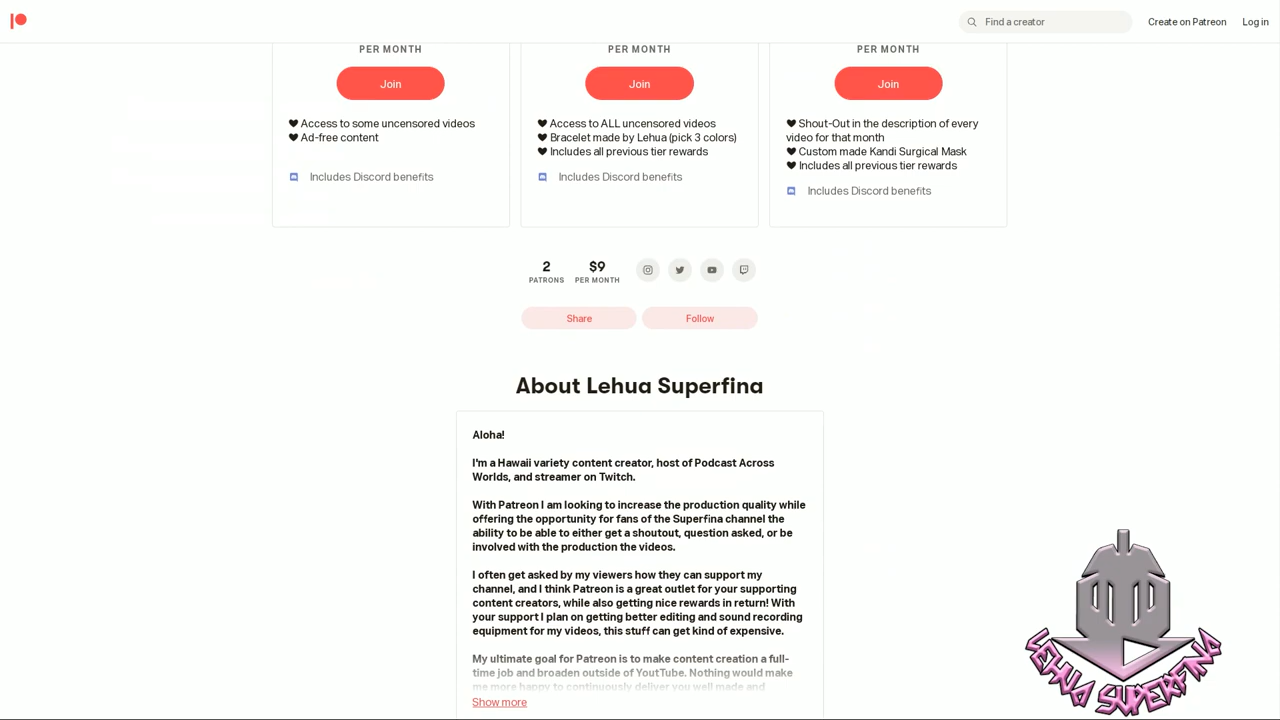 Find a creator
Create on Patreon
Log in
PER MONTH
Join
Access to some uncensored videos
Ad-free content
Includes Discord benefits
PER MONTH
Join
Access to ALL uncensored videos
Bracelet made by Lehua (pick 3 colors)
Includes all previous tier rewards
Includes Discord benefits
PER MONTH
Join
Shout-Out in the description of every
video for that month
Custom made Kandi Surgical Mask
Includes all previous tier rewards
Includes Discord benefits
2
PATRONS
$9
PER MONTH
Share
Follow
About Lehua Superfina
Aloha!
I'm a Hawaii variety content creator, host of Podcast Across
Worlds, and streamer on Twitch.
With Patreon I am looking to increase the production quality while
offering the opportunity for fans of the Superfina channel the
ability to be able to either get a shoutout, question asked, or be
involved with the production the videos.
I often get asked by my viewers how they can support my
channel, and I think Patreon is a great outlet for your supporting
content creators, while also getting nice rewards in return! With
your support I plan on getting better editing and sound recording
equipment for my videos, this stuff can get kind of expensive.
My ultimate goal for Patreon is to make content creation a full-
time job and broaden outside of YouTube. Nothing would make
me more happy to continuously deliver you well made and
Show more
LEHUA SUPERFINA